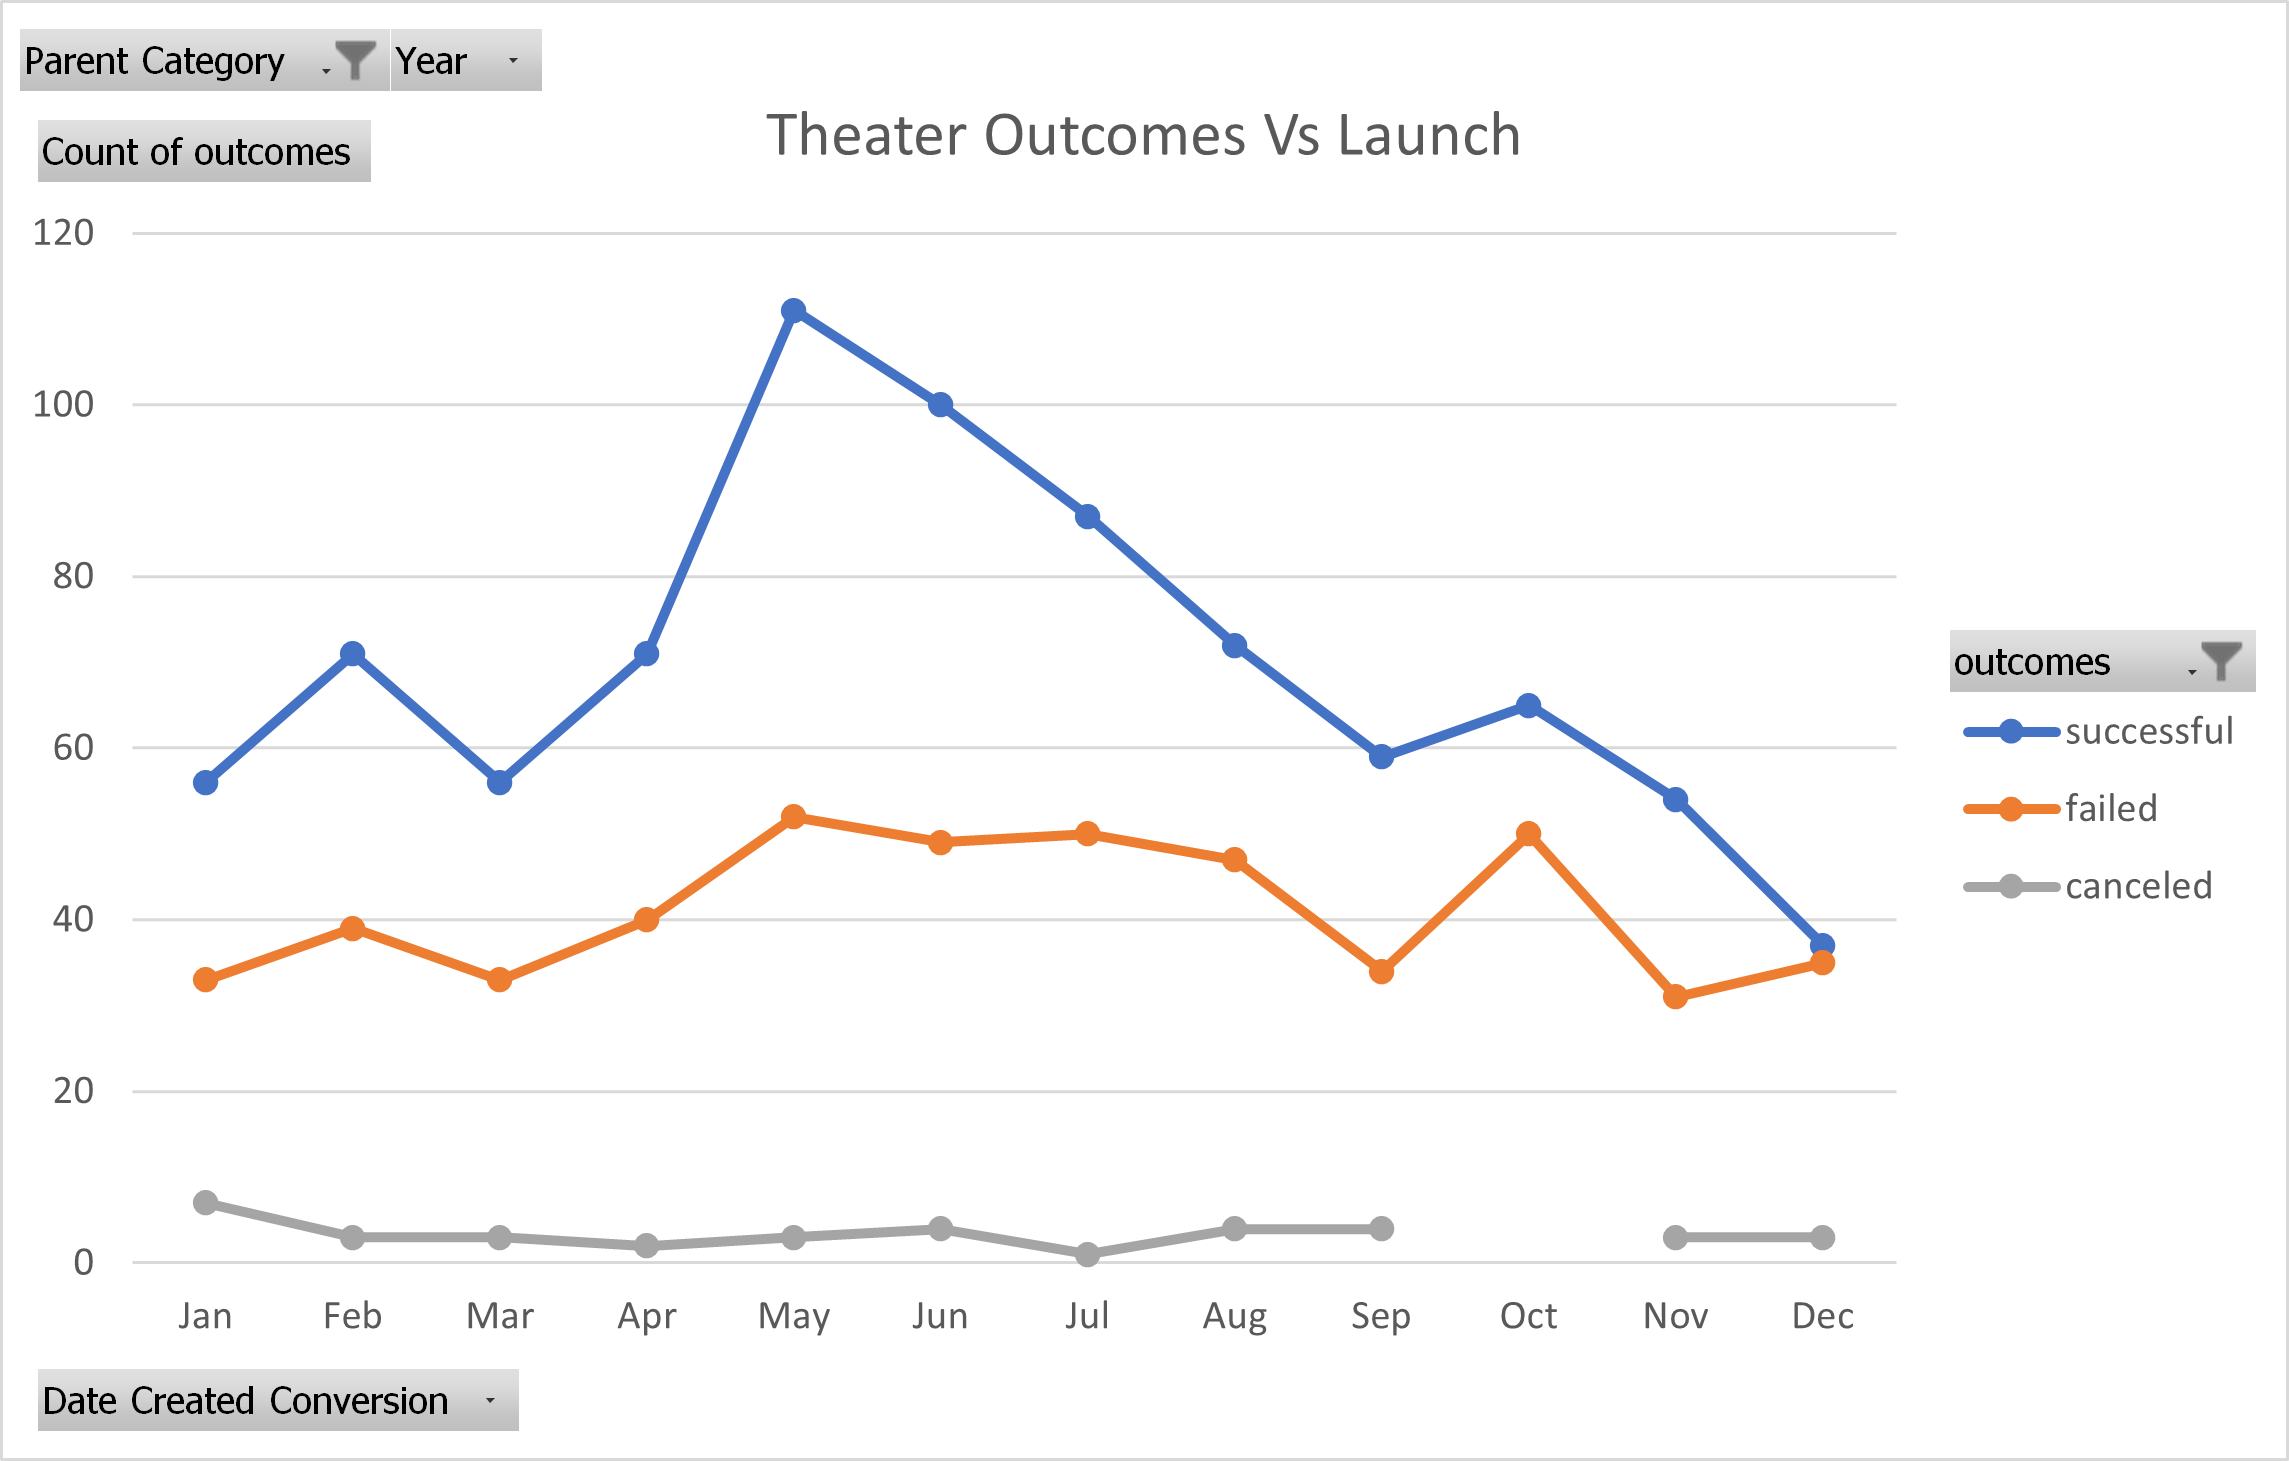 Parent Category Year
Count of outcomes
Theater Outcomes Vs Launch
120
100
80
60
40
20
0
Jan Feb Mar Apr May Jun Jul Aug Sep Oct Nov Dec
outcomes
successful
failed
canceled
Date Created Conversion